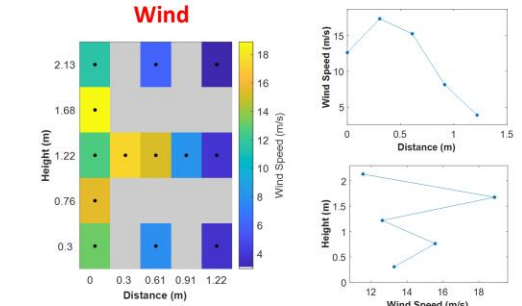 Wind
2.13
1.68
1.22
0.76
0.3
Height (m)
0 0.3 0.61 0.91 1.22
Distance (m)
18
16
14
12
10
8
6
4
Wind Speed (m/s)
15
10
5
Wind Speed (m/s)
0 0.5 1 1.5
Distance (m)
2
1.5
1
0.5
0
Height (m)
12 14 16 18
Wind Speed (m/s)